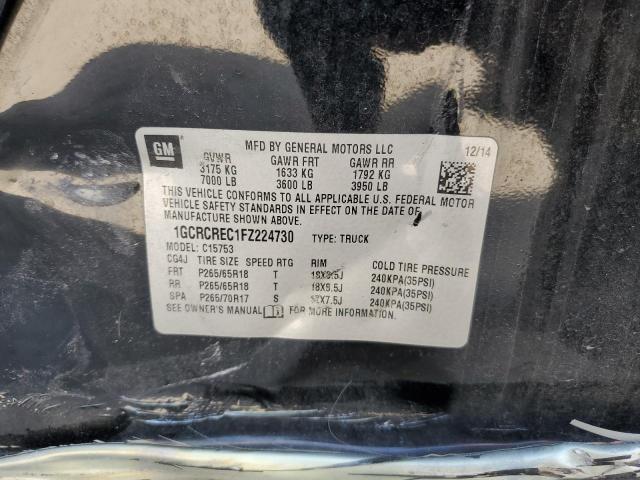 GM
MFD BY GENERAL MOTORS LLC 12/14
GVWR GAWR FRT GAWR RR
3175 KG 1633 KG 1792 KG
7000 LB 3600 LB 3950 LB
THIS VEHICLE CONFORMS TO ALL APPLICABLE U.S. FEDERAL MOTOR
VEHICLE SAFETY STANDARDS IN EFFECT ON THE DATE OF
MANUFACTURE SHOWN ABOVE.
1GCRCREC1FZ224730 TYPE: TRUCK
MODEL: C15753
CG4J TIRE SIZE SPEED RTG RIM COLD TIRE PRESSURE
FRT P265/65R18 T 18X8.5J 240KPA(35PSI)
RR P265/65R18 T 18X8.5J 240KPA(35PSI)
SPA P265/70R17 S 17X7.5J 240KPA(35PSI)
SEE OWNER'S MANUAL FOR MORE INFORMATION.